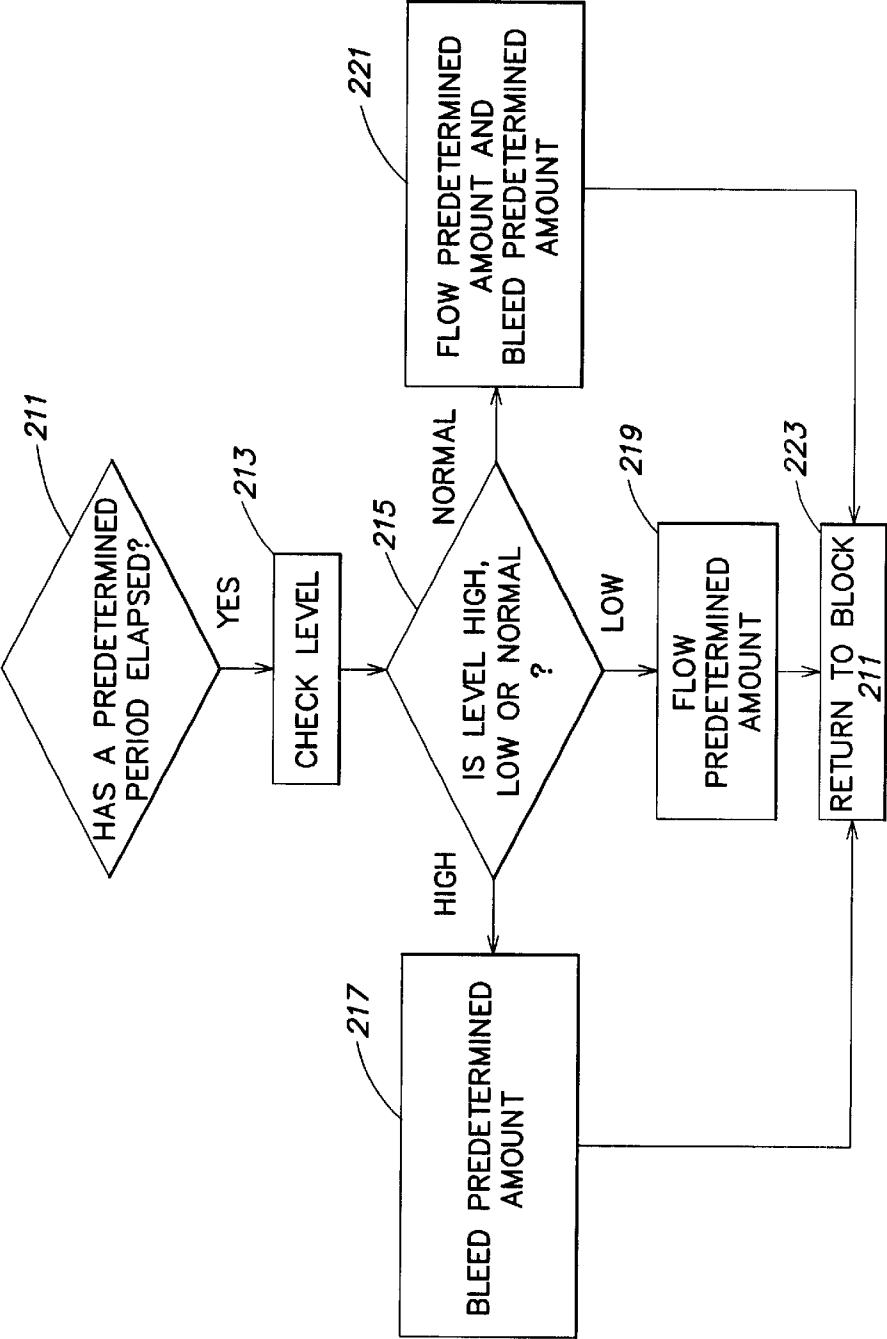 211
HAS A PREDETERMINED
PERIOD ELAPSED?
YES
213
CHECK LEVEL
215
IS LEVEL HIGH,
LOW OR NORMAL
?
HIGH
NORMAL
LOW
217
BLEED PREDETERMINED
AMOUNT
219
FLOW
PREDETERMINED
AMOUNT
221
FLOW PREDETERMINED
AMOUNT AND
BLEED PREDETERMINED
AMOUNT
223
RETURN TO BLOCK
211